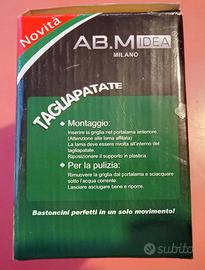 Novità
AB.M IDEA
MILANO
TAGLIAPATATE
• Montaggio:
Inserire la griglia nel portalama anteriore.
(Attenzione alla lama affilata)
La lama deve essere rivolta all'interno del
tagliapatate.
Riposizionare il supporto in plastica.
• Per la pulizia:
Rimuovere la griglia dal portalama e sciacquare
sotto l'acqua corrente.
Lasciare asciugare bene e riporre.
Bastoncini perfetti in un solo movimento!
subito